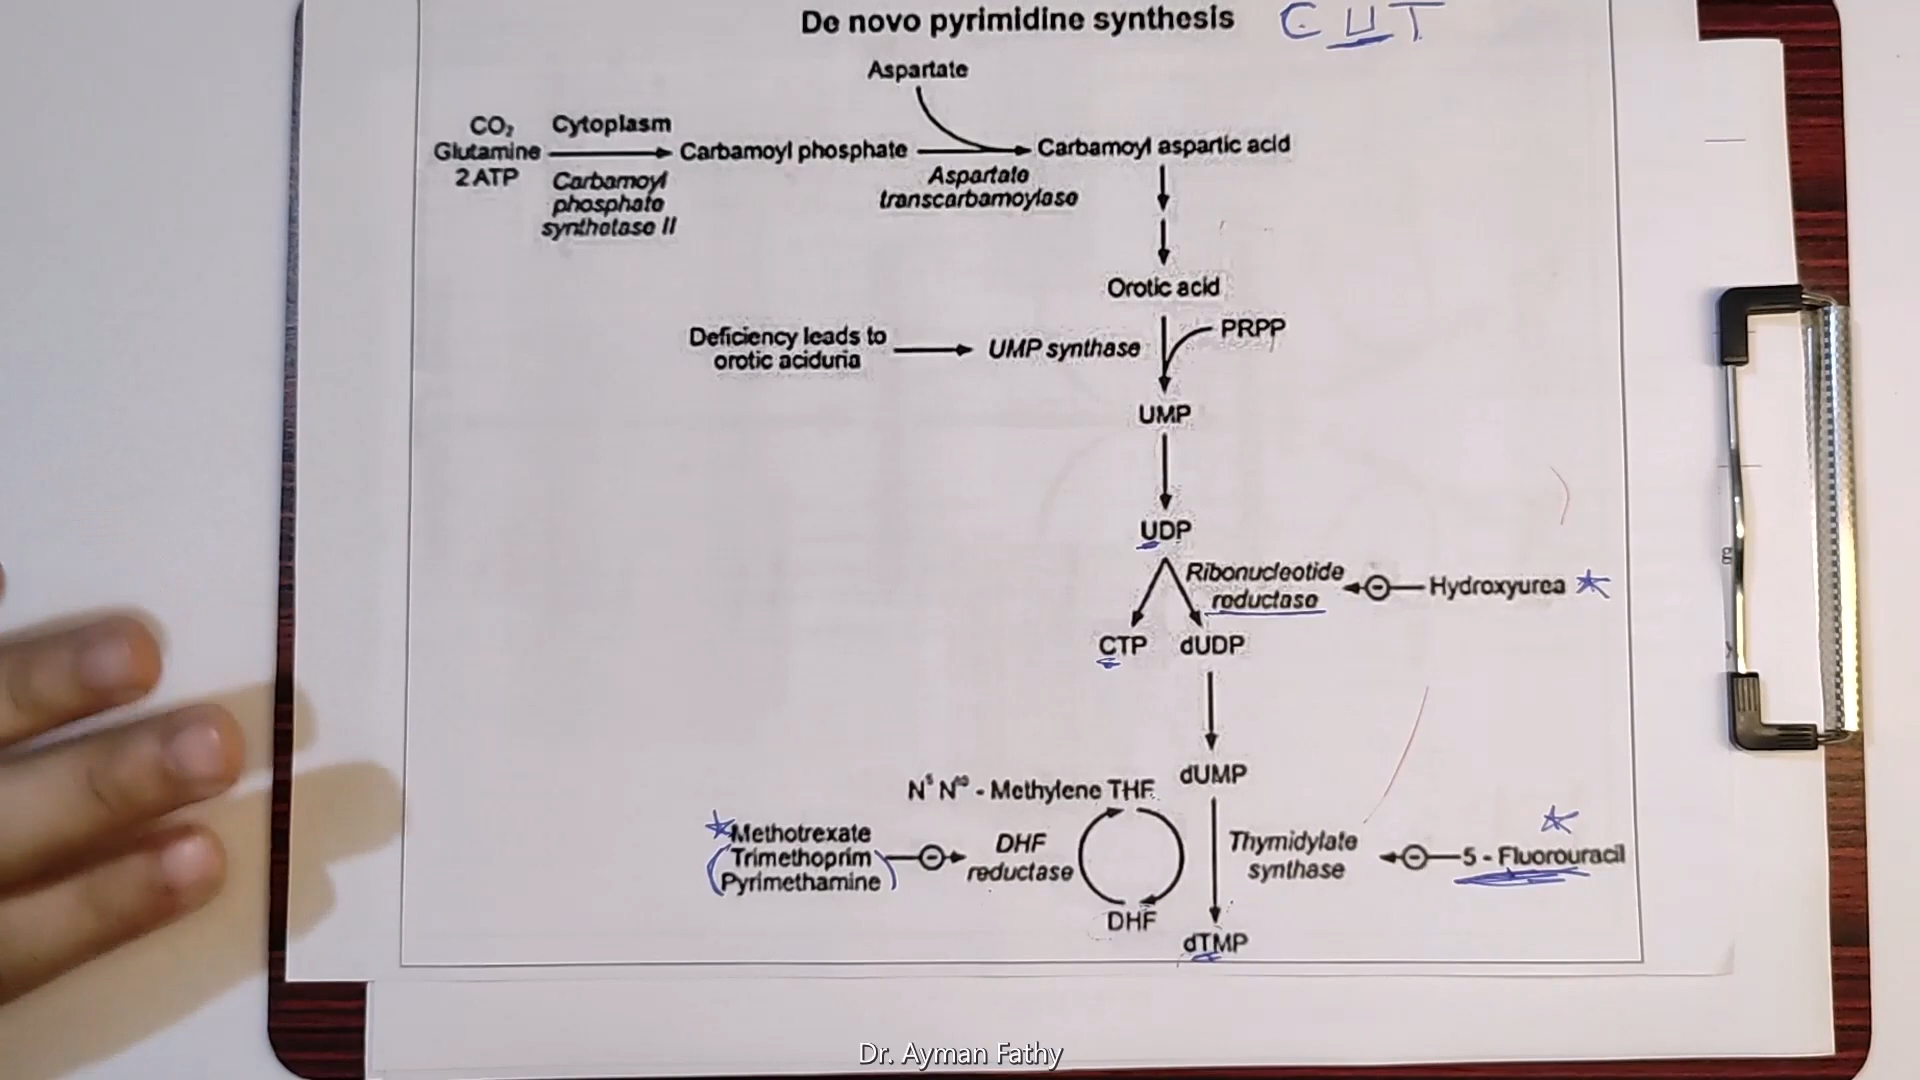 De novo pyrimidine synthesis CUT
Aspartate
CO₂
Glutamine
2 ATP
Cytoplasm
Carbamoyl
phosphate
synthetase II
Carbamoyl phosphate
Aspartate
transcarbamoylase
Carbamoyl aspartic acid
Orotic acid
PRPP
Deficiency leads to
orotic aciduria
UMP synthase
UMP
UDP
Ribonucleotide
reductase
Hydroxyurea
CTP
dUDP
dUMP
N⁵ N¹⁰ - Methylene THF
Methotrexate
Trimethoprim
Pyrimethamine
DHF
reductase
DHF
Thymidylate
synthase
5 - Fluorouracil
dTMP
g
Dr. Ayman Fathy